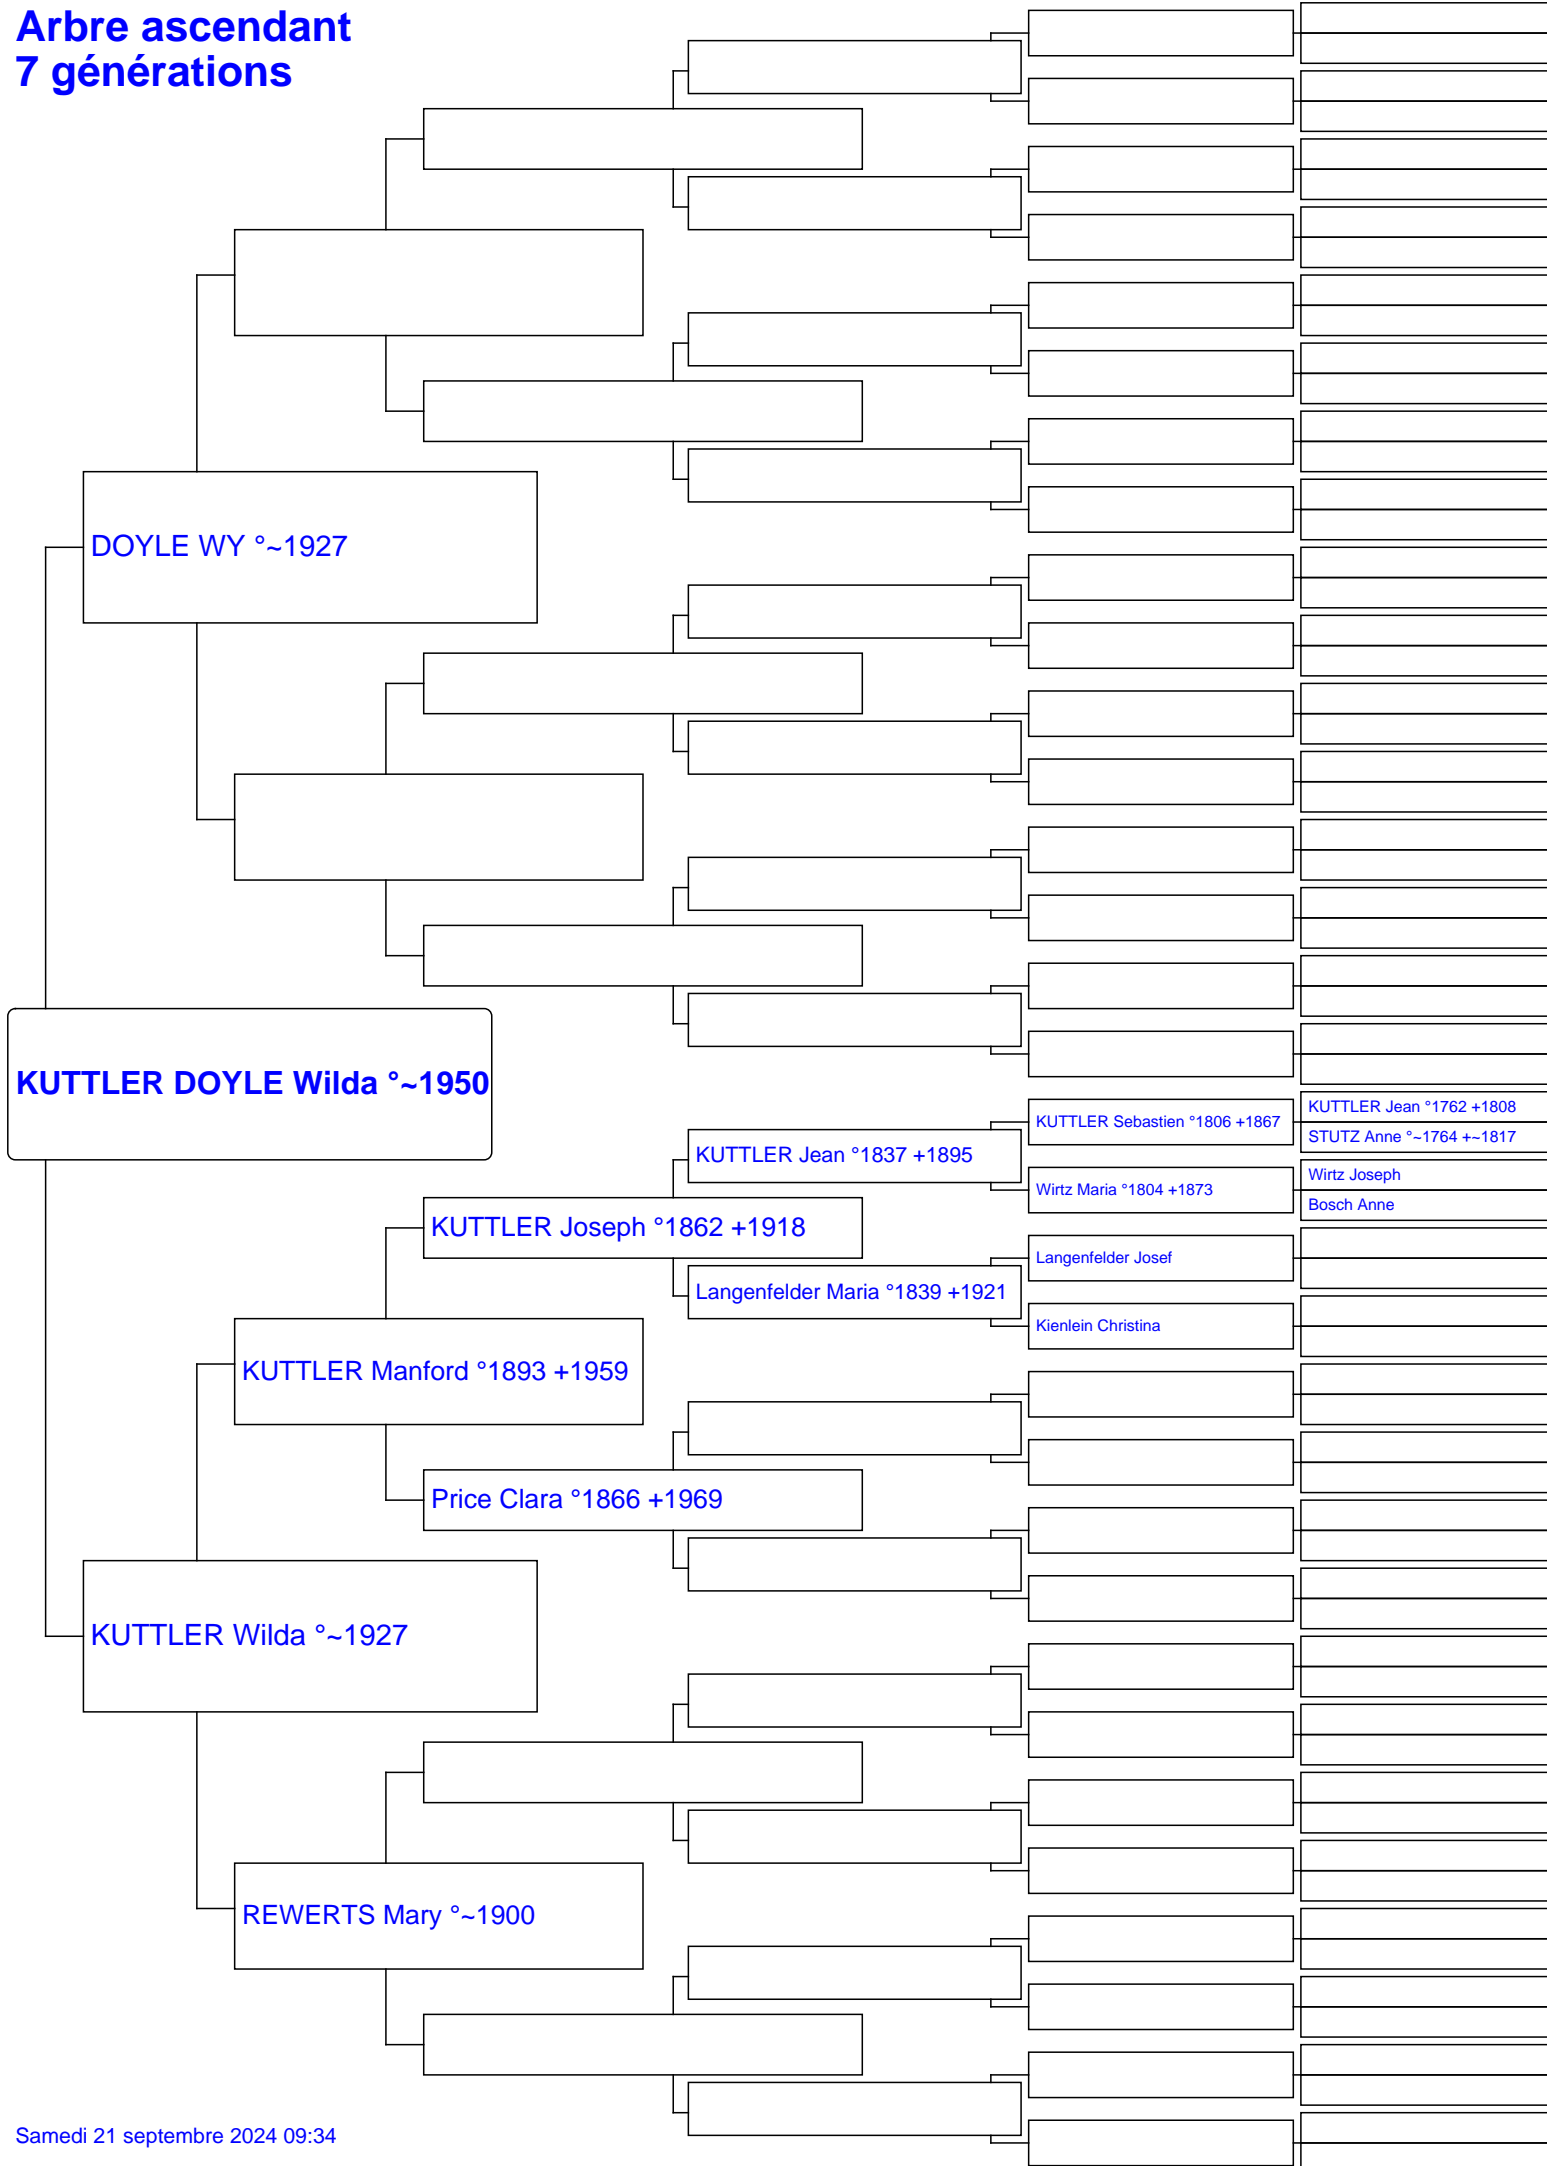 Arbre ascendant
7 générations
DOYLE WY °~1927
KUTTLER DOYLE Wilda °~1950
KUTTLER Sebastien °1806 +1867
KUTTLER Jean °1762 +1808
STUTZ Anne °~1764 +~1817
KUTTLER Jean °1837 +1895
Wirtz Maria °1804 +1873
Wirtz Joseph
Bosch Anne
KUTTLER Joseph °1862 +1918
Langenfelder Josef
Langenfelder Maria °1839 +1921
Kienlein Christina
KUTTLER Manford °1893 +1959
Price Clara °1866 +1969
KUTTLER Wilda °~1927
REWERTS Mary °~1900
Samedi 21 septembre 2024 09:34